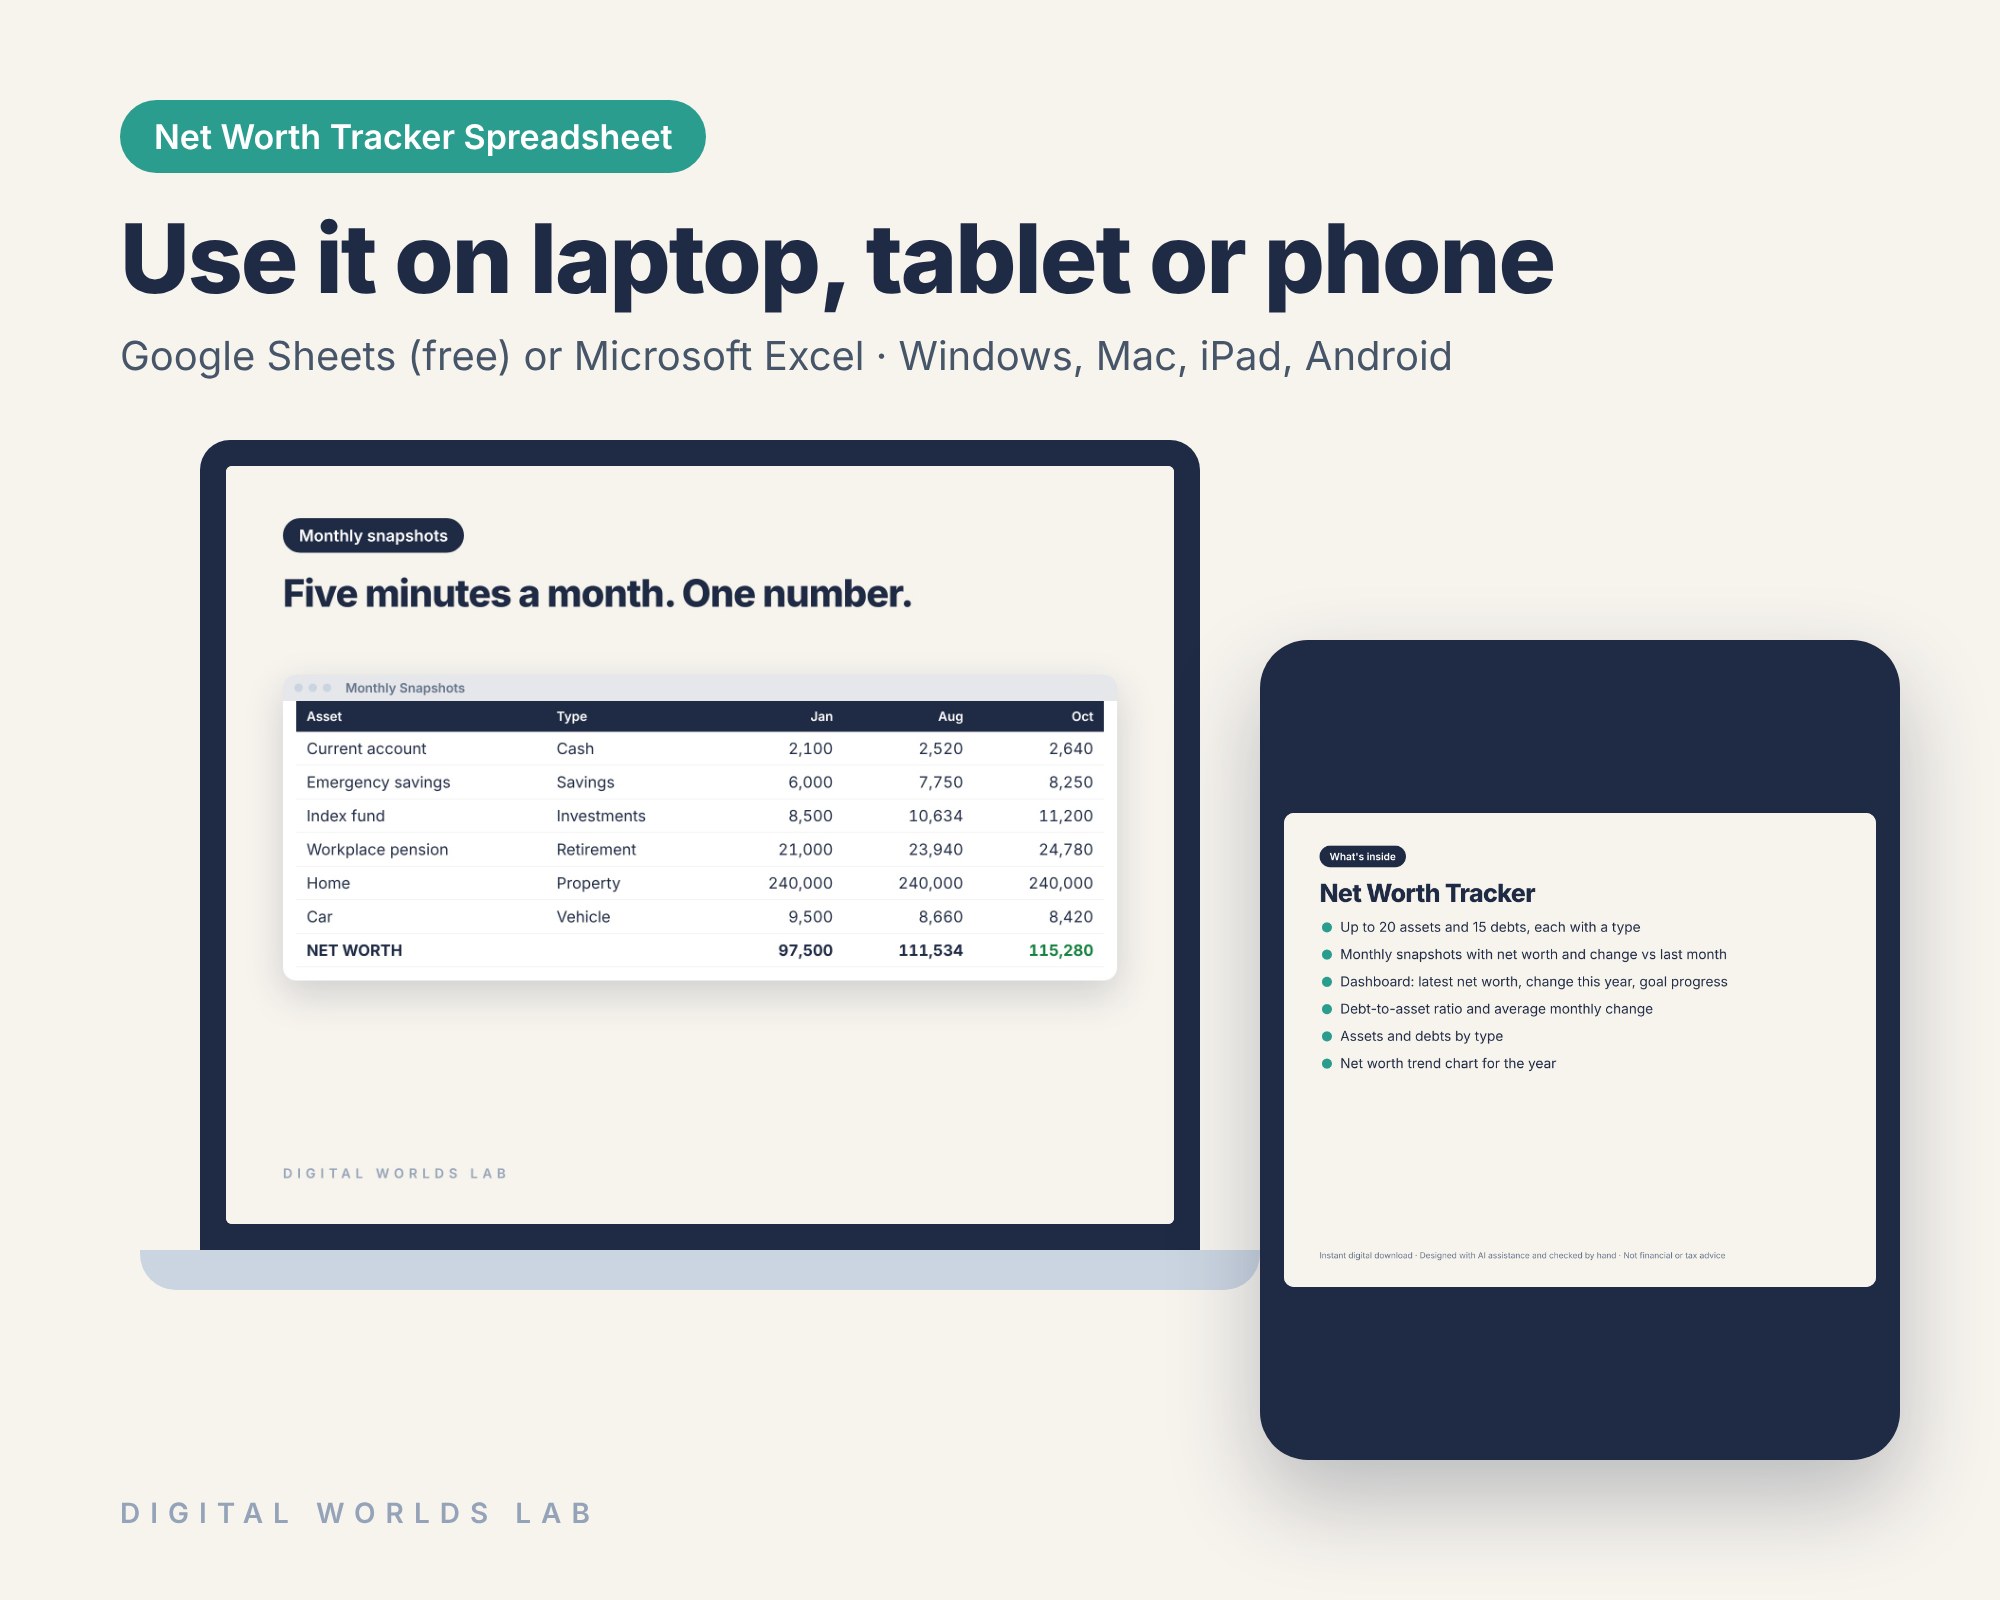 Net Worth Tracker Spreadsheet
Use it on laptop, tablet or phone
Google Sheets (free) or Microsoft Excel · Windows, Mac, iPad, Android
Monthly snapshots
Five minutes a month. One number.
Monthly Snapshots
Asset Type Jan Aug Oct
Current account Cash 2,100 2,520 2,640
Emergency savings Savings 6,000 7,750 8,250
Index fund Investments 8,500 10,634 11,200
Workplace pension Retirement 21,000 23,940 24,780
Home Property 240,000 240,000 240,000
Car Vehicle 9,500 8,660 8,420
NET WORTH 97,500 111,534 115,280
DIGITAL WORLDS LAB
What's inside
Net Worth Tracker
Up to 20 assets and 15 debts, each with a type
Monthly snapshots with net worth and change vs last month
Dashboard: latest net worth, change this year, goal progress
Debt-to-asset ratio and average monthly change
Assets and debts by type
Net worth trend chart for the year
Instant digital download · Designed with AI assistance and checked by hand · Not financial or tax advice
DIGITAL WORLDS LAB